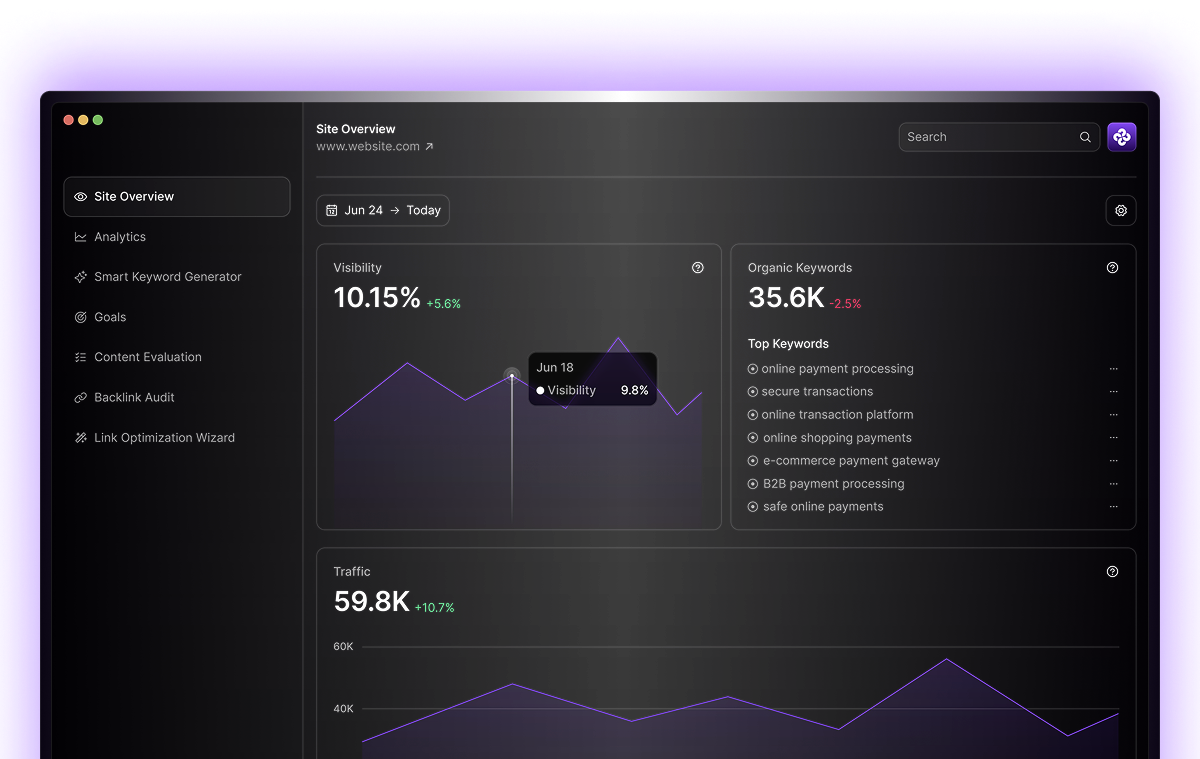 Site Overview
www.website.com
Search
Site Overview
Analytics
Smart Keyword Generator
Goals
Content Evaluation
Backlink Audit
Link Optimization Wizard
12
Jun 24 → Today
Visibility
10.15% +5.6%
Jun 18
Visibility 9.8%
Organic Keywords
35.6K -2.5%
Top Keywords
online payment processing
secure transactions
online transaction platform
online shopping payments
e-commerce payment gateway
B2B payment processing
safe online payments
Traffic
59.8K +10.7%
60K
40K